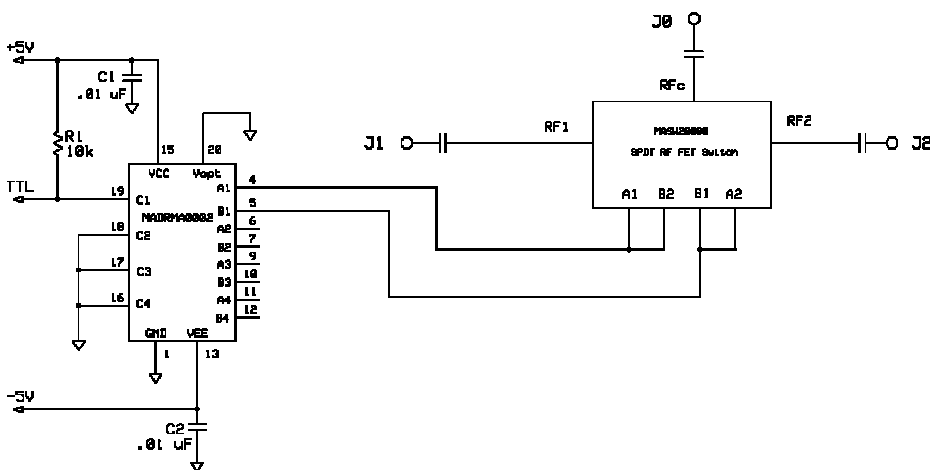 J0
+5V
C1
.01 uF
RFc
R1
10k
J1
RF1
MASW20000
SPDT RF FET Switch
RF2
J2
15
20
VCC
Vopt
TTL
19
C1
A1
4
MADRMA0002
B1
5
A1
B2
B1
A2
18
C2
A2
6
B2
7
17
C3
A3
9
B3
10
16
C4
A4
11
B4
12
GND
VEE
1
13
-5V
C2
.01 uF